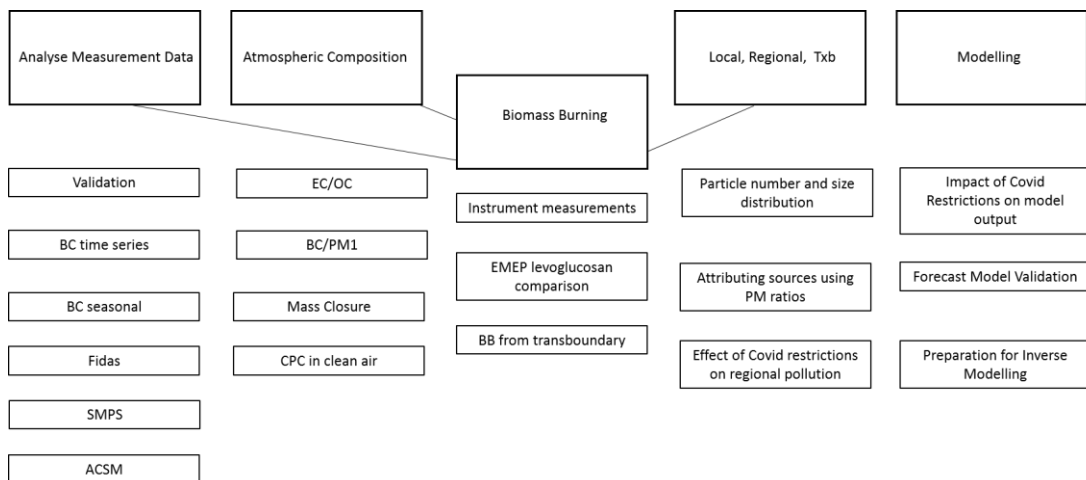 Analyse Measurement Data
Atmospheric Composition
Biomass Burning
Local, Regional, Txb
Modelling
Validation
BC time series
BC seasonal
Fidas
SMPS
ACSM
EC/OC
BC/PM1
Mass Closure
CPC in clean air
Instrument measurements
EMEP levoglucosan
comparison
BB from transboundary
Particle number and size
distribution
Attributing sources using
PM ratios
Effect of Covid restrictions
on regional pollution
Impact of Covid
Restrictions on model
output
Forecast Model Validation
Preparation for Inverse
Modelling